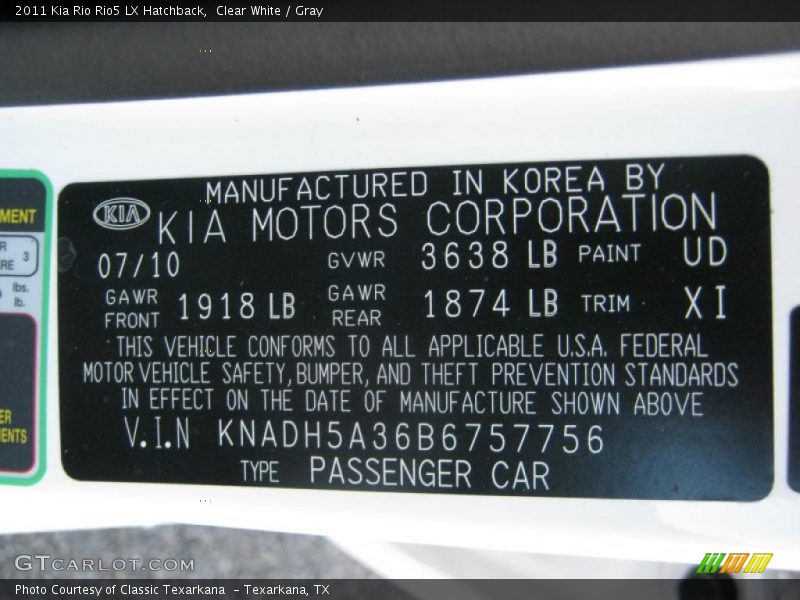 2011 Kia Rio Rio5 LX Hatchback,  Clear White / Gray
MANUFACTURED IN KOREA BY
KIA KIA MOTORS CORPORATION
07/10 GVWR 3638 LB PAINT UD
GAWR FRONT 1918 LB GAWR REAR 1874 LB TRIM XI
THIS VEHICLE CONFORMS TO ALL APPLICABLE U.S.A. FEDERAL
MOTOR VEHICLE SAFETY, BUMPER, AND THEFT PREVENTION STANDARDS
IN EFFECT ON THE DATE OF MANUFACTURE SHOWN ABOVE
V.I.N KNADH5A36B6757756
TYPE PASSENGER CAR
3
lbs.
lb.
GTCARLOT.COM
Photo Courtesy of Classic Texarkana  - Texarkana, TX